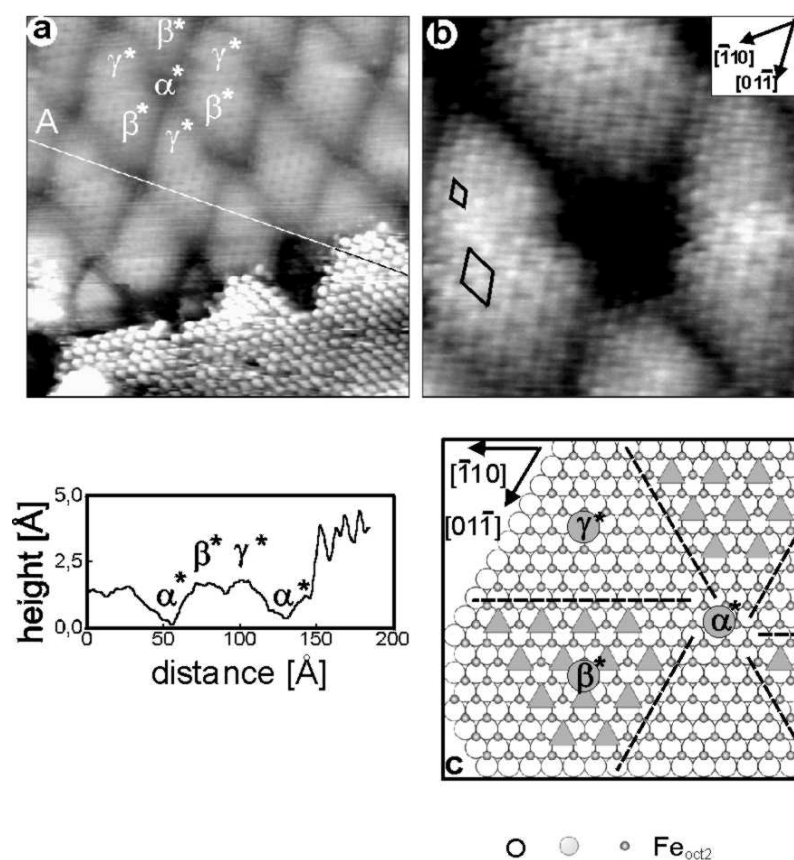 a
β*
γ*
γ*
α*
β*
β*
γ*
A
b
[1̄10]
[011̄]
height [Å]
5,0
2,5
0,0
α*
β*
γ*
α*
0
50
100
150
200
distance [Å]
[1̄10]
[011̄]
γ*
α*
β*
c
Fe_oct2